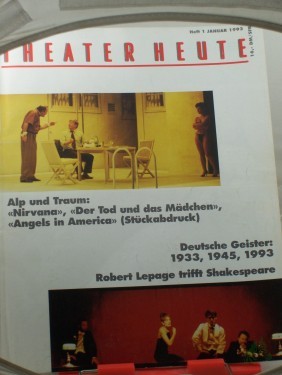 Heft 1 JANUAR 1993
THEATER HEUTE
Alp und Traum:
«Nirvana», «Der Tod und das Mädchen»,
«Angels in America» (Stückabdruck)
Deutsche Geister:
1933, 1945, 1993
Robert Lepage trifft Shakespeare